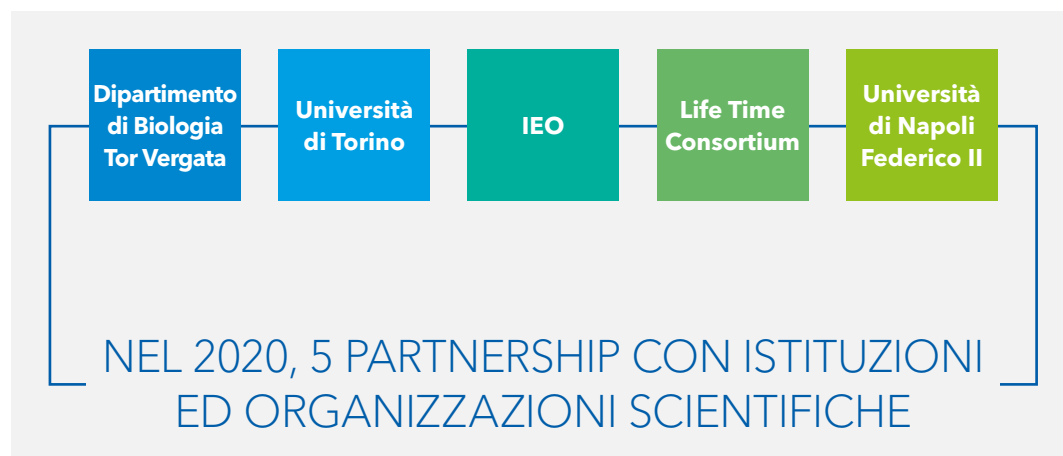 Dipartimento
di Biologia
Tor Vergata
Università
di Torino
IEO
Life Time
Consortium
Università
di Napoli
Federico II
NEL 2020, 5 PARTNERSHIP CON ISTITUZIONI
ED ORGANIZZAZIONI SCIENTIFICHE